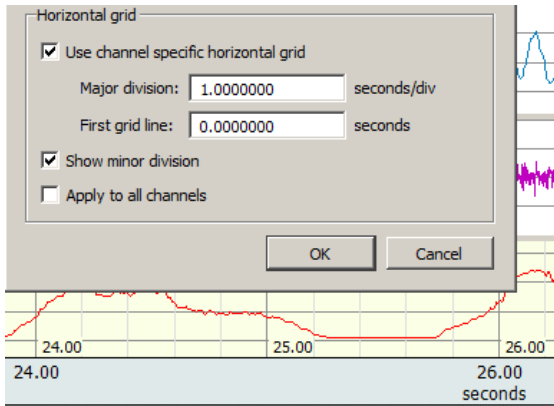 Horizontal grid
Use channel specific horizontal grid
Major division: 1.0000000 seconds/div
First grid line: 0.0000000 seconds
Show minor division
Apply to all channels
OK Cancel
24.00 25.00 26.00
24.00 26.00
seconds